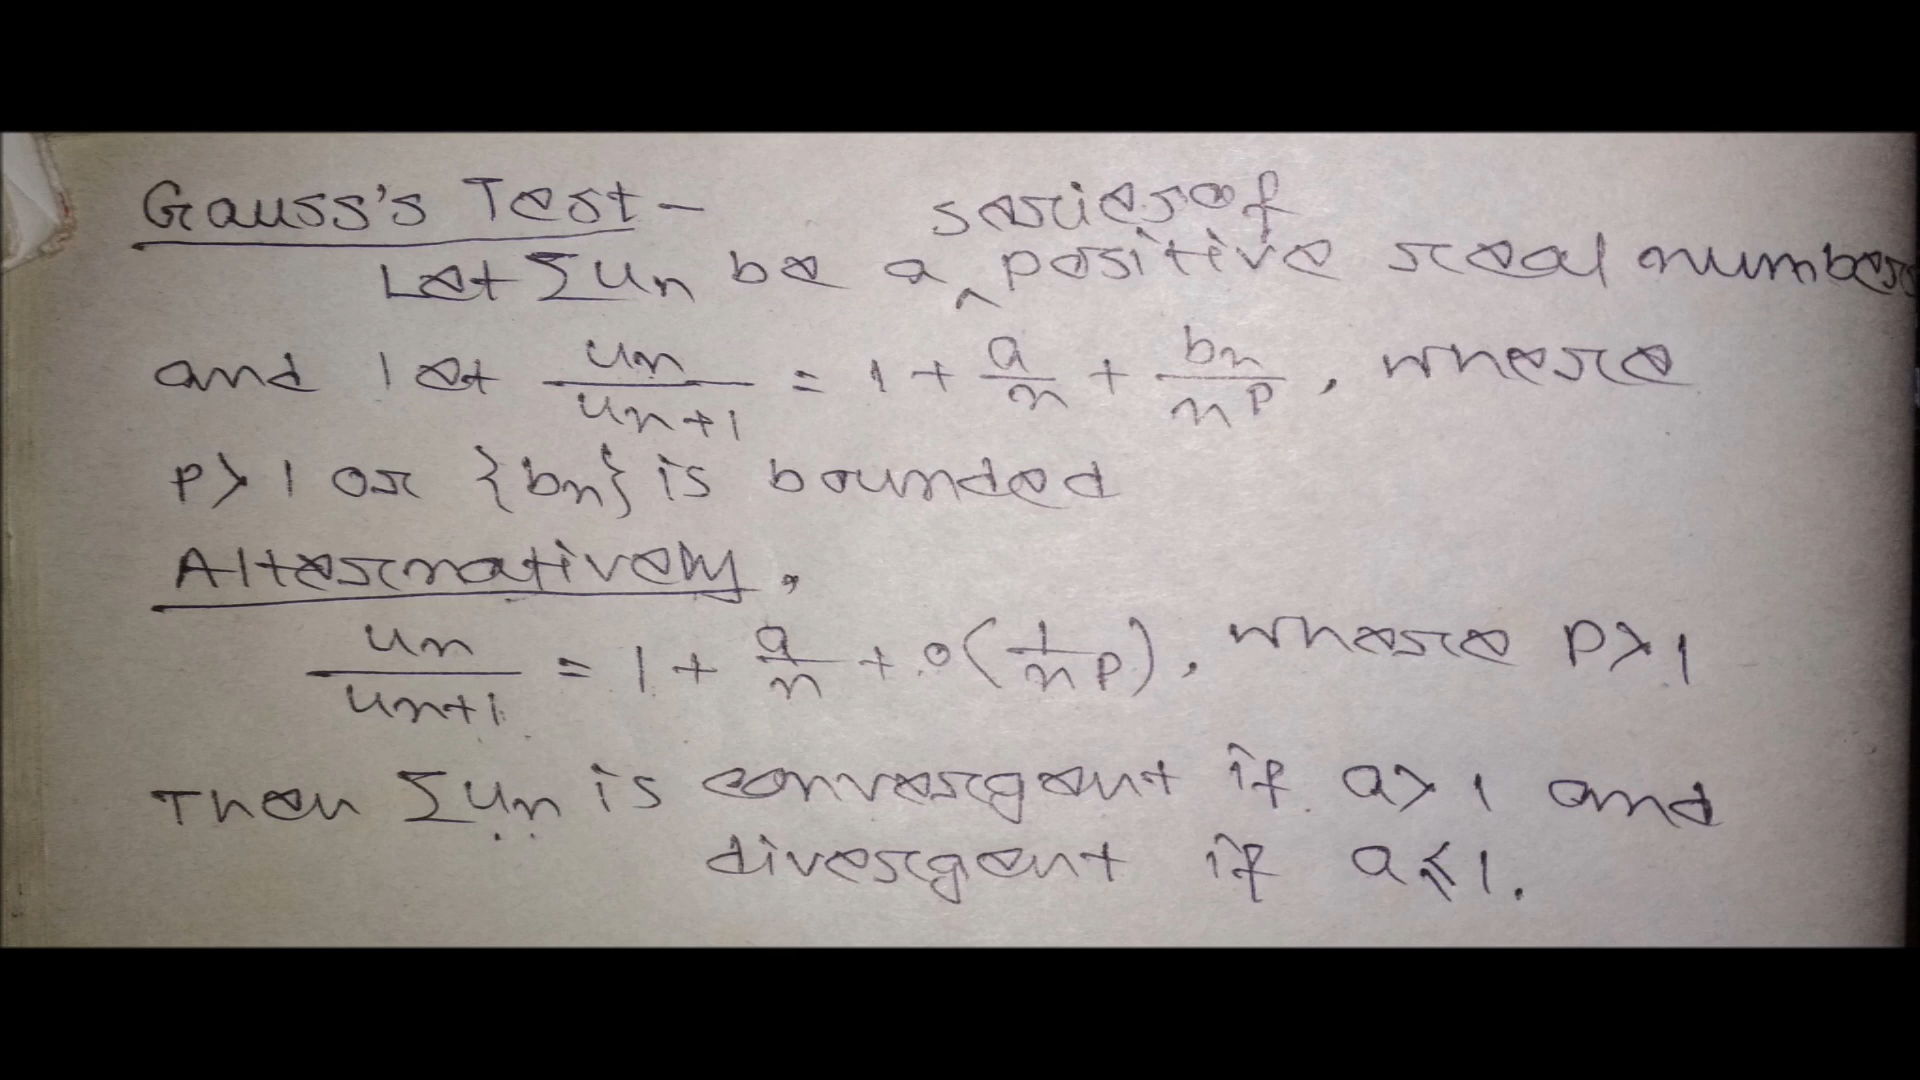 Gauss's Test -
Let Σun be a ‸ series of positive real numbers
and let un/un+1 = 1 + a/n + bn/n^p, where
p>1 or {bn} is bounded
Alternatively,
un/un+1 = 1 + a/n + o(1/n^p), where p>1
Then Σun is convergent if a>1 and
divergent if a≤1.